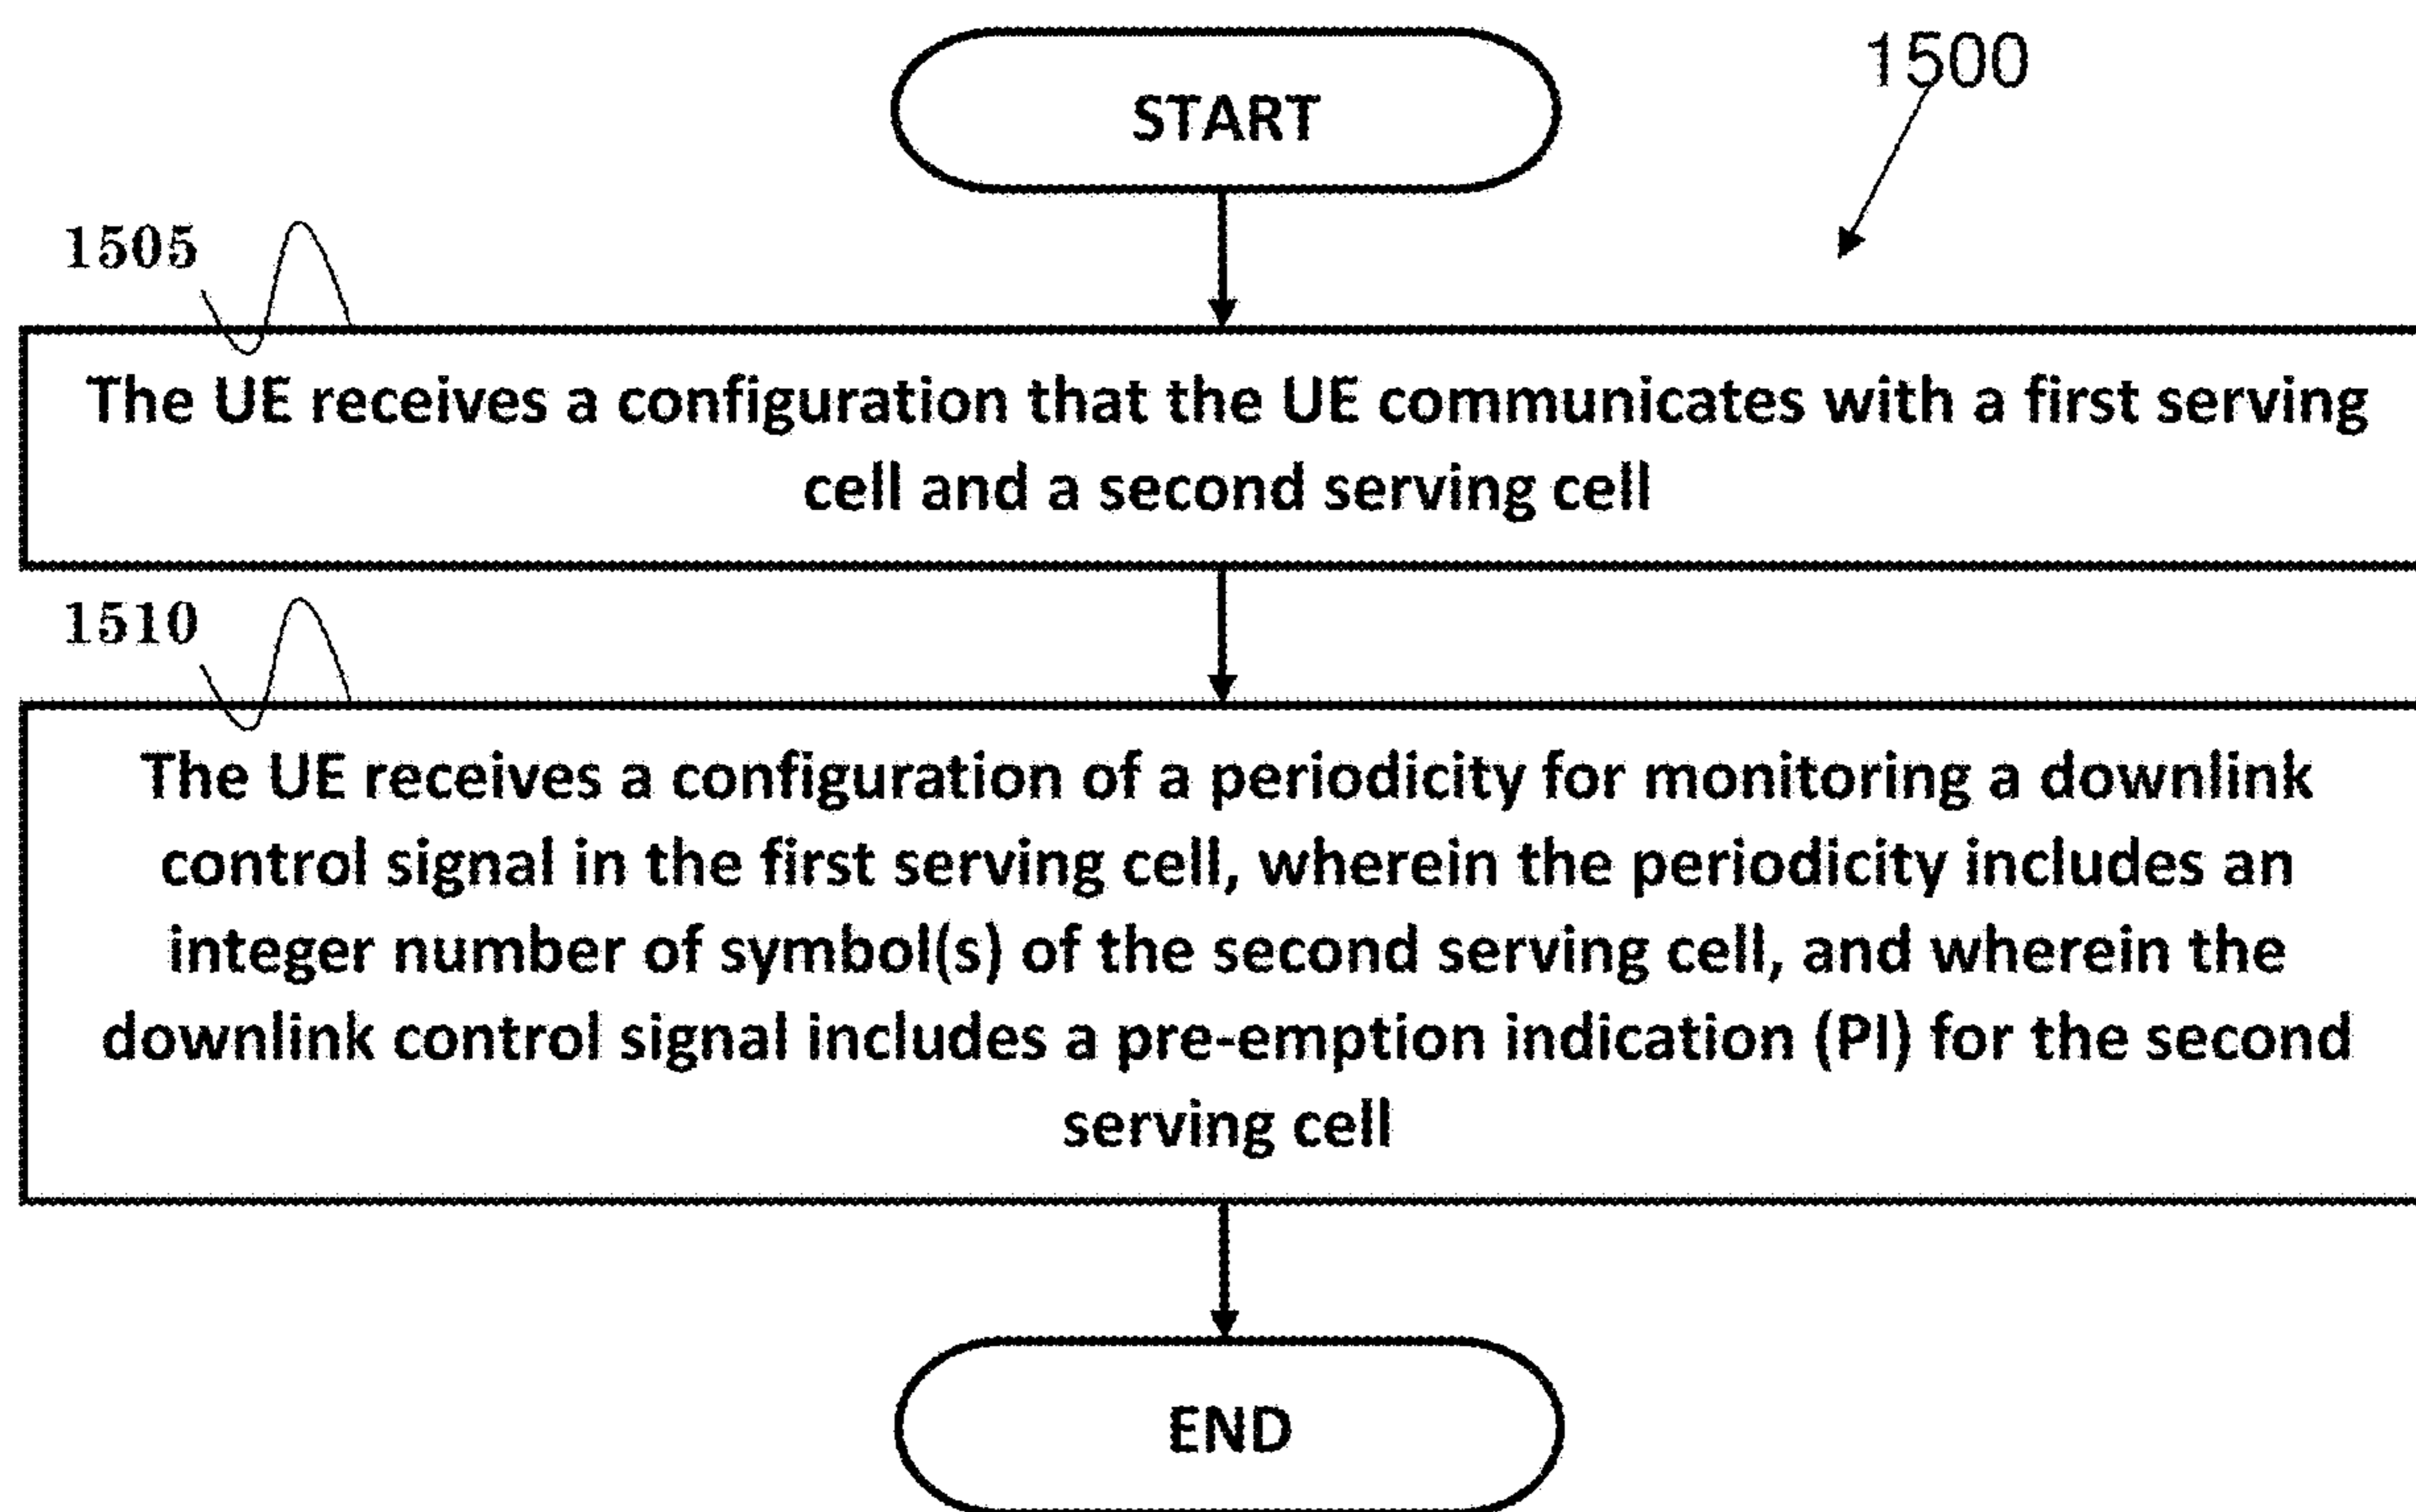 START
1500
1505
The UE receives a configuration that the UE communicates with a first serving
cell and a second serving cell
1510
The UE receives a configuration of a periodicity for monitoring a downlink
control signal in the first serving cell, wherein the periodicity includes an
integer number of symbol(s) of the second serving cell, and wherein the
downlink control signal includes a pre-emption indication (PI) for the second
serving cell
END